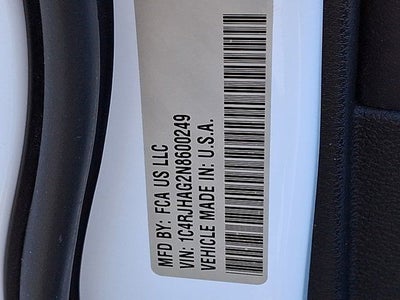 MFD BY: FCA US LLC
VIN: 1C4RJHAG2N8600249
VEHICLE MADE IN: U.S.A.